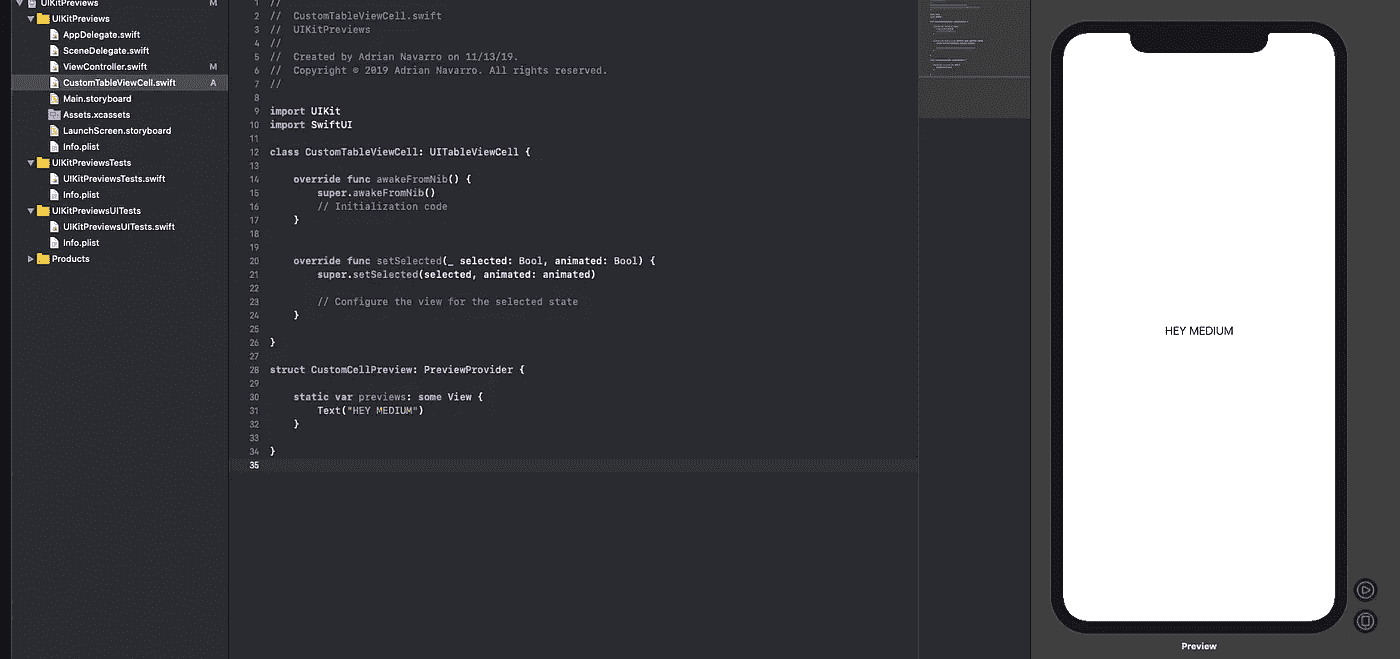 UIKitPreviews M
UIKitPreviews
AppDelegate.swift
SceneDelegate.swift
ViewController.swift M
CustomTableViewCell.swift A
Main.storyboard
Assets.xcassets
LaunchScreen.storyboard
Info.plist
UIKitPreviewsTests
UIKitPreviewsTests.swift
Info.plist
UIKitPreviewsUITests
UIKitPreviewsUITests.swift
Info.plist
Products
1 //
2 //  CustomTableViewCell.swift
3 //  UIKitPreviews
4 //
5 //  Created by Adrian Navarro on 11/13/19.
6 //  Copyright © 2019 Adrian Navarro. All rights reserved.
7 //
8
9 import UIKit
10 import SwiftUI
11
12 class CustomTableViewCell: UITableViewCell {
13
14     override func awakeFromNib() {
15         super.awakeFromNib()
16         // Initialization code
17     }
18
19
20     override func setSelected(_ selected: Bool, animated: Bool) {
21         super.setSelected(selected, animated: animated)
22
23         // Configure the view for the selected state
24     }
25
26 }
27
28 struct CustomCellPreview: PreviewProvider {
29
30     static var previews: some View {
31         Text("HEY MEDIUM")
32     }
33
34 }
35
HEY MEDIUM
Preview